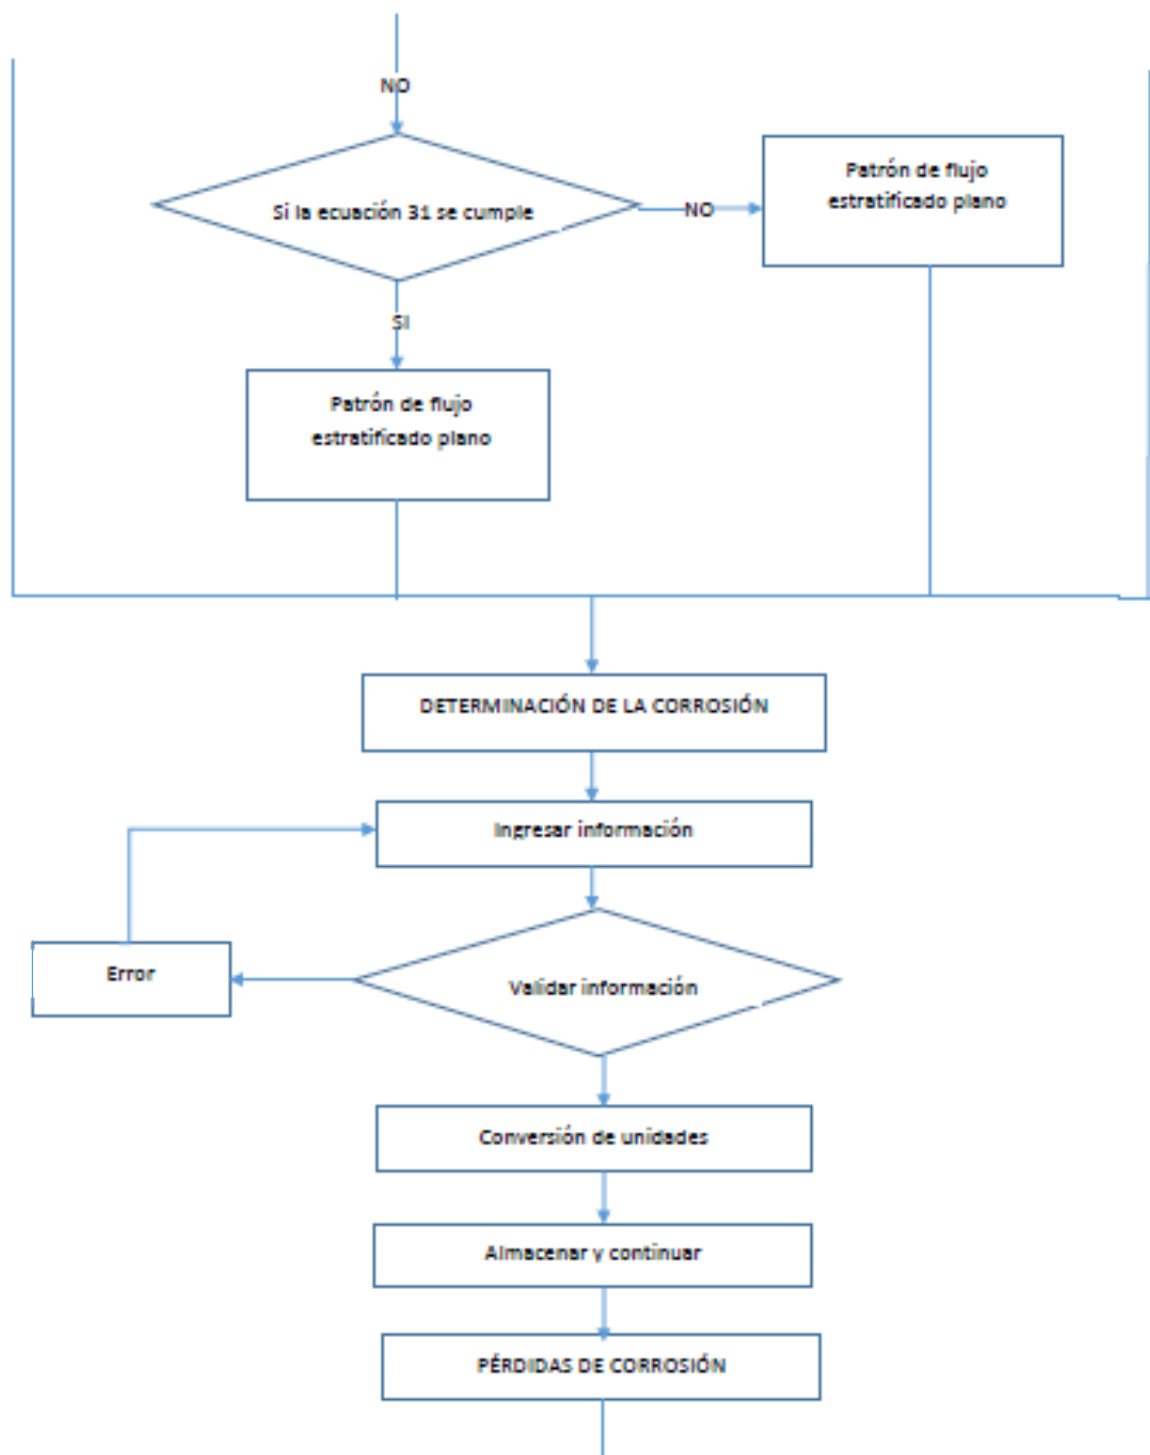 NO
Si la ecuación 31 se cumple
NO
Patrón de flujo
estratificado plano
SI
Patrón de flujo
estratificado plano
DETERMINACIÓN DE LA CORROSIÓN
Ingresar información
Error
Validar información
Conversión de unidades
Almacenar y continuar
PÉRDIDAS DE CORROSIÓN